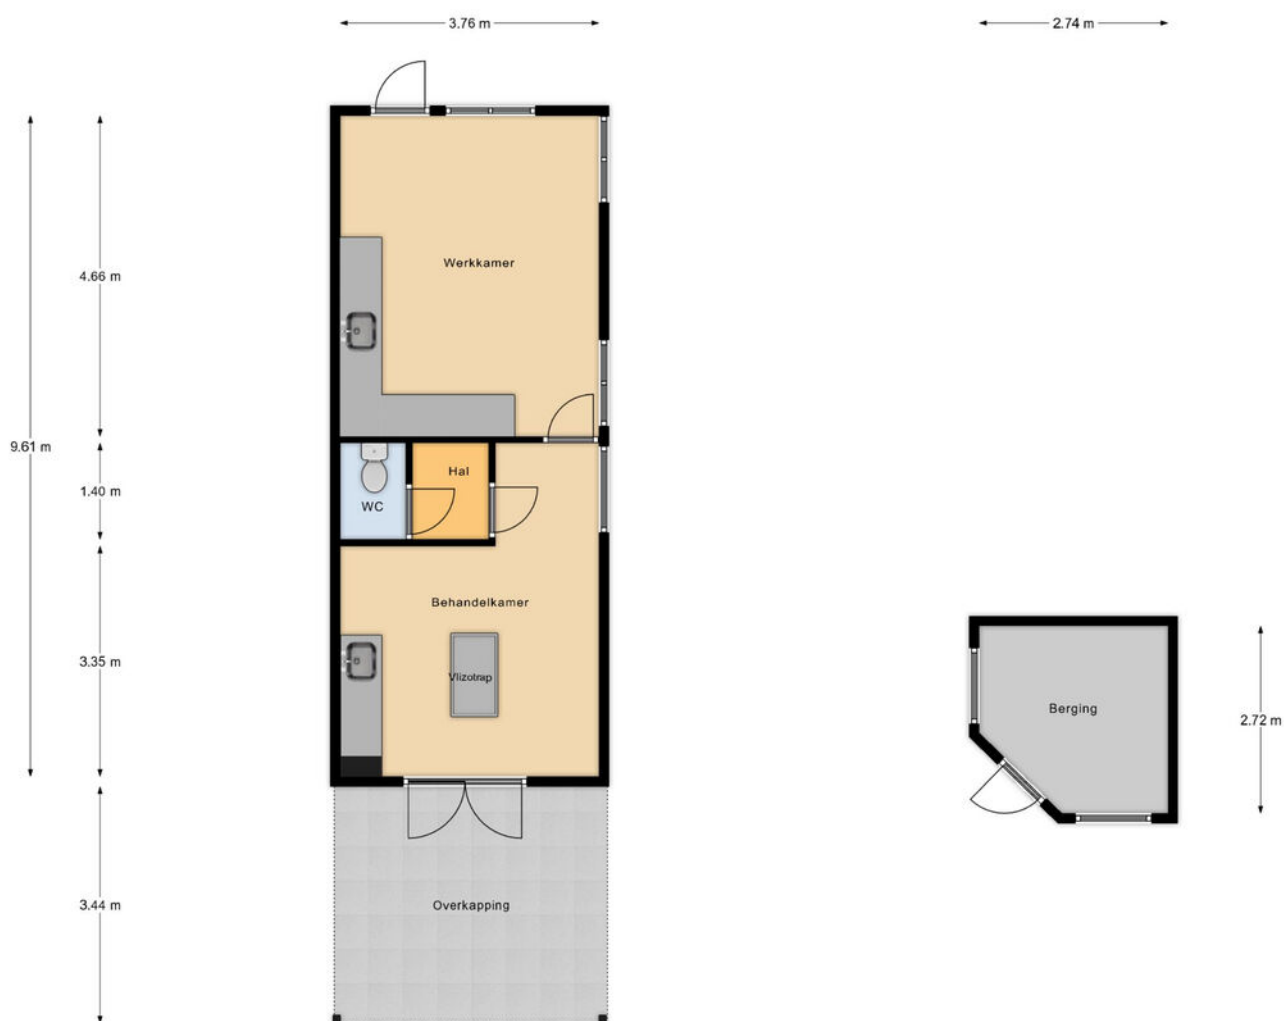 3.76 m
2.74 m
4.66 m
Werkkamer
9.61 m
1.40 m
Hal
WC
3.35 m
Behandelkamer
Vlizotrap
Berging
2.72 m
3.44 m
Overkapping